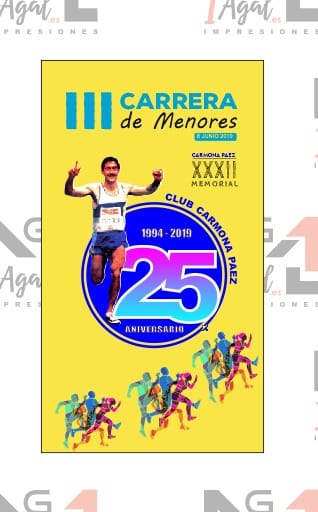 III CARRERA
de Menores
8 JUNIO 2019
CARMONA PAEZ
XXXII
MEMORIAL
CLUB CARMONA PAEZ
1994 - 2019
25
ANIVERSARIO
Agal.es
IMPRESIONES